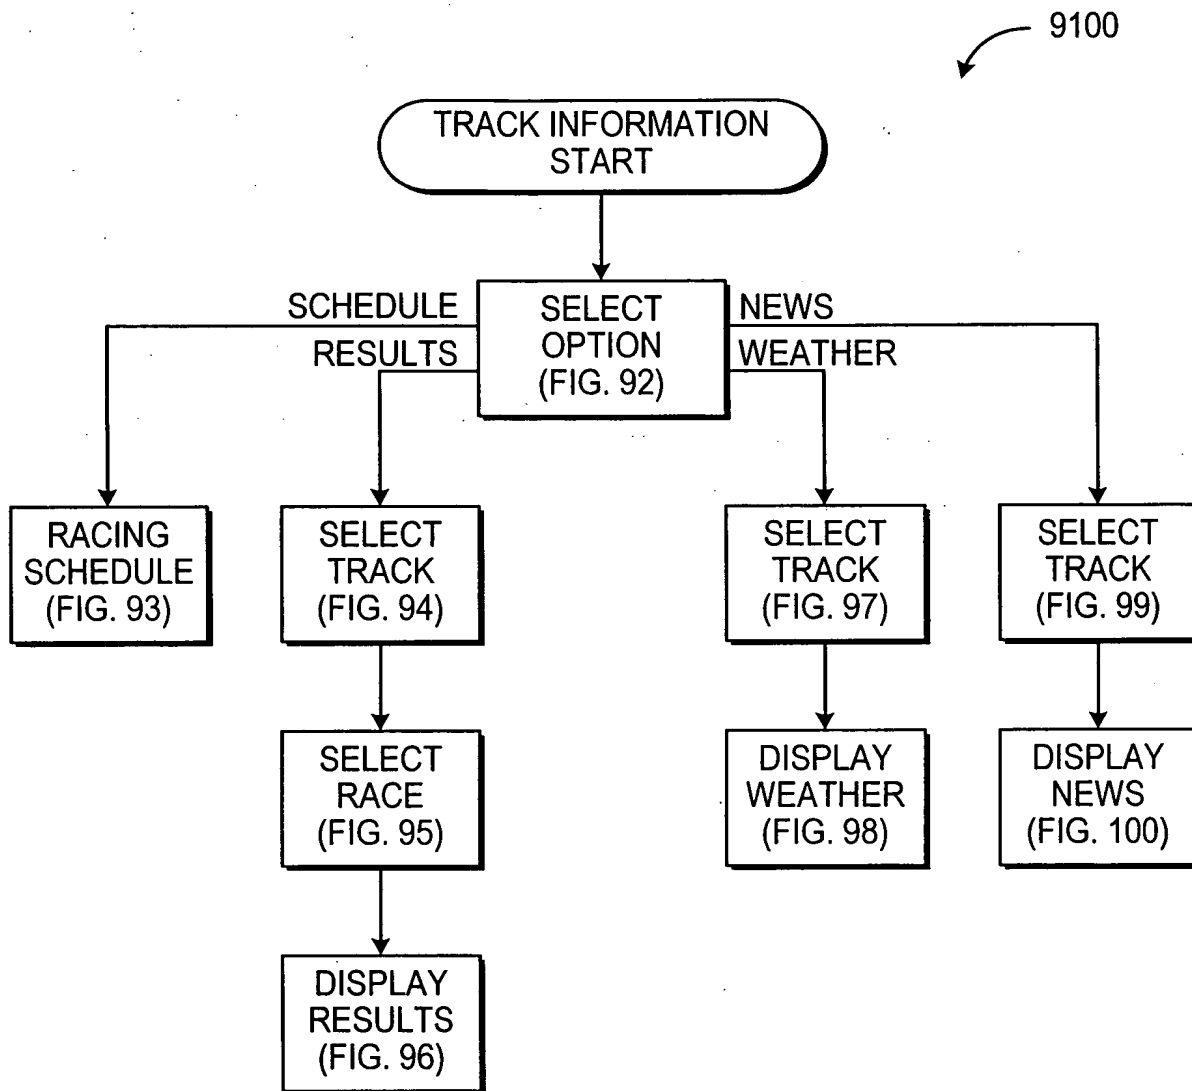 9100
TRACK INFORMATION
START
SCHEDULE
RESULTS
SELECT
OPTION
(FIG. 92)
NEWS
WEATHER
RACING
SCHEDULE
(FIG. 93)
SELECT
TRACK
(FIG. 94)
SELECT
TRACK
(FIG. 97)
SELECT
TRACK
(FIG. 99)
SELECT
RACE
(FIG. 95)
DISPLAY
WEATHER
(FIG. 98)
DISPLAY
NEWS
(FIG. 100)
DISPLAY
RESULTS
(FIG. 96)